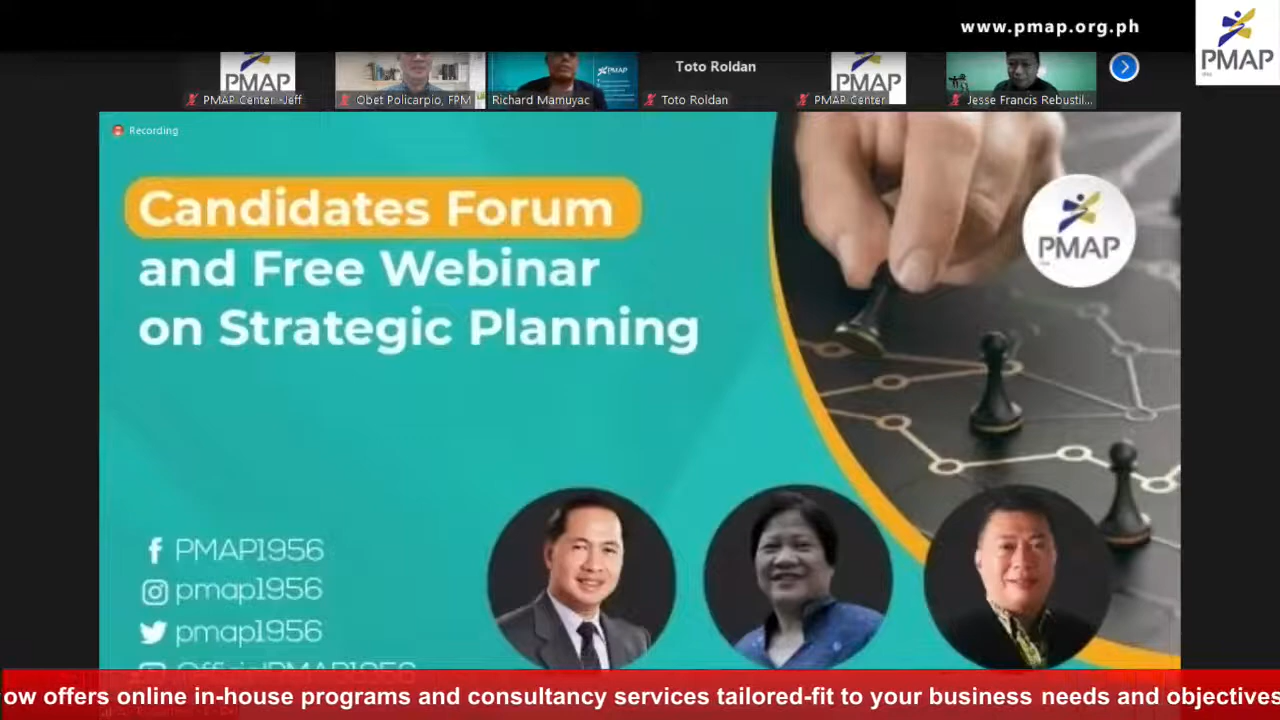 www.pmap.org.ph
PMAP
PMAP
PMAP Center -Jeff
Obet Policarpio, FPM
PMAP
Richard Mamuyac
Toto Roldan
Toto Roldan
PMAP
PMAP Center
Jesse Francis Rebustil...
Recording
Candidates Forum
and Free Webinar
on Strategic Planning
PMAP
PMAP1956
pmap1956
pmap1956
OfficialPMAP1956
ow offers online in-house programs and consultancy services tailored-fit to your business needs and objectives